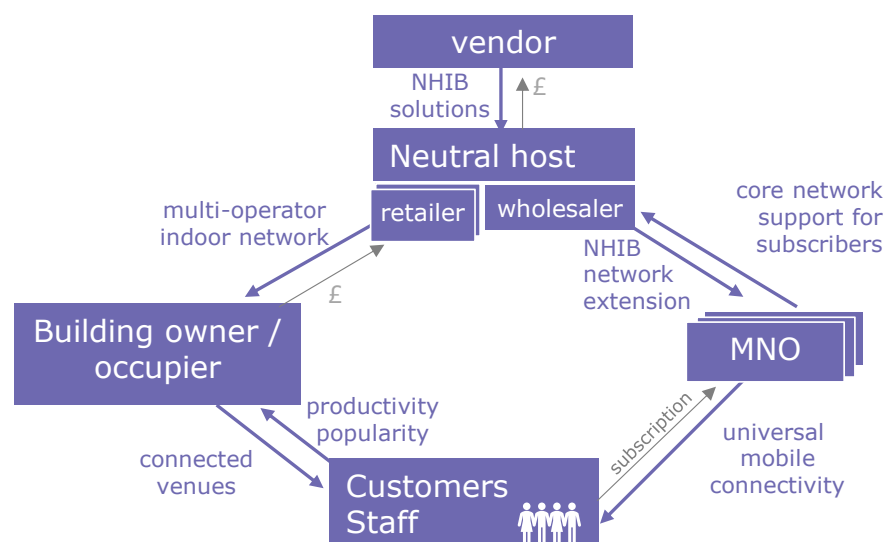 vendor
NHIB
solutions
£
Neutral host
retailer
wholesaler
multi-operator
indoor network
core network
support for
subscribers
NHIB
network
extension
£
Building owner /
occupier
MNO
productivity
popularity
subscription
connected
venues
universal
mobile
connectivity
Customers
Staff